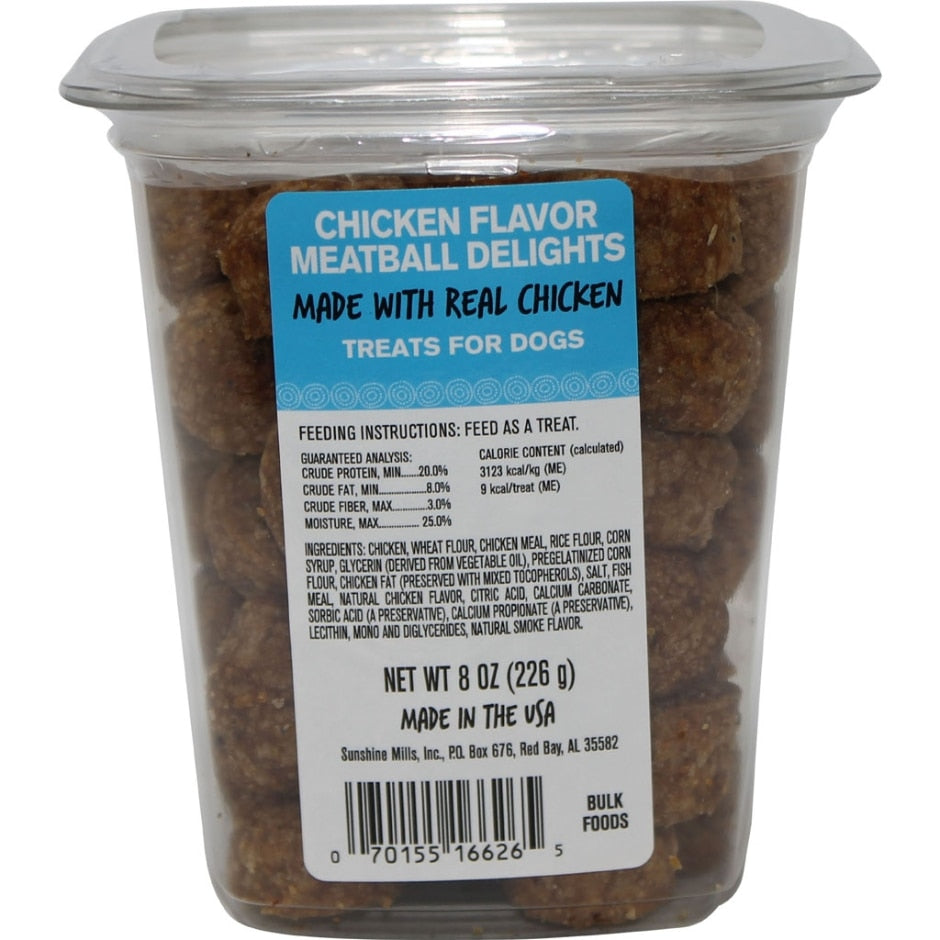 CHICKEN FLAVOR
MEATBALL DELIGHTS
MADE WITH REAL CHICKEN
TREATS FOR DOGS
FEEDING INSTRUCTIONS: FEED AS A TREAT.
GUARANTEED ANALYSIS:
CRUDE PROTEIN, MIN......20.0%
CRUDE FAT, MIN................8.0%
CRUDE FIBER, MAX............3.0%
MOISTURE, MAX.............. 25.0%
CALORIE CONTENT (calculated)
3123 kcal/kg (ME)
9 kcal/treat (ME)
INGREDIENTS: CHICKEN, WHEAT FLOUR, CHICKEN MEAL, RICE FLOUR, CORN
SYRUP, GLYCERIN (DERIVED FROM VEGETABLE OIL), PREGELATINIZED CORN
FLOUR, CHICKEN FAT (PRESERVED WITH MIXED TOCOPHEROLS), SALT, FISH
MEAL, NATURAL CHICKEN FLAVOR, CITRIC ACID, CALCIUM CARBONATE,
SORBIC ACID (A PRESERVATIVE), CALCIUM PROPIONATE (A PRESERVATIVE),
LECITHIN, MONO AND DIGLYCERIDES, NATURAL SMOKE FLAVOR.
NET WT 8 OZ (226 g)
MADE IN THE USA
Sunshine Mills, Inc., P.O. Box 676, Red Bay, AL 35582
BULK
FOODS
0 70155 16626 5